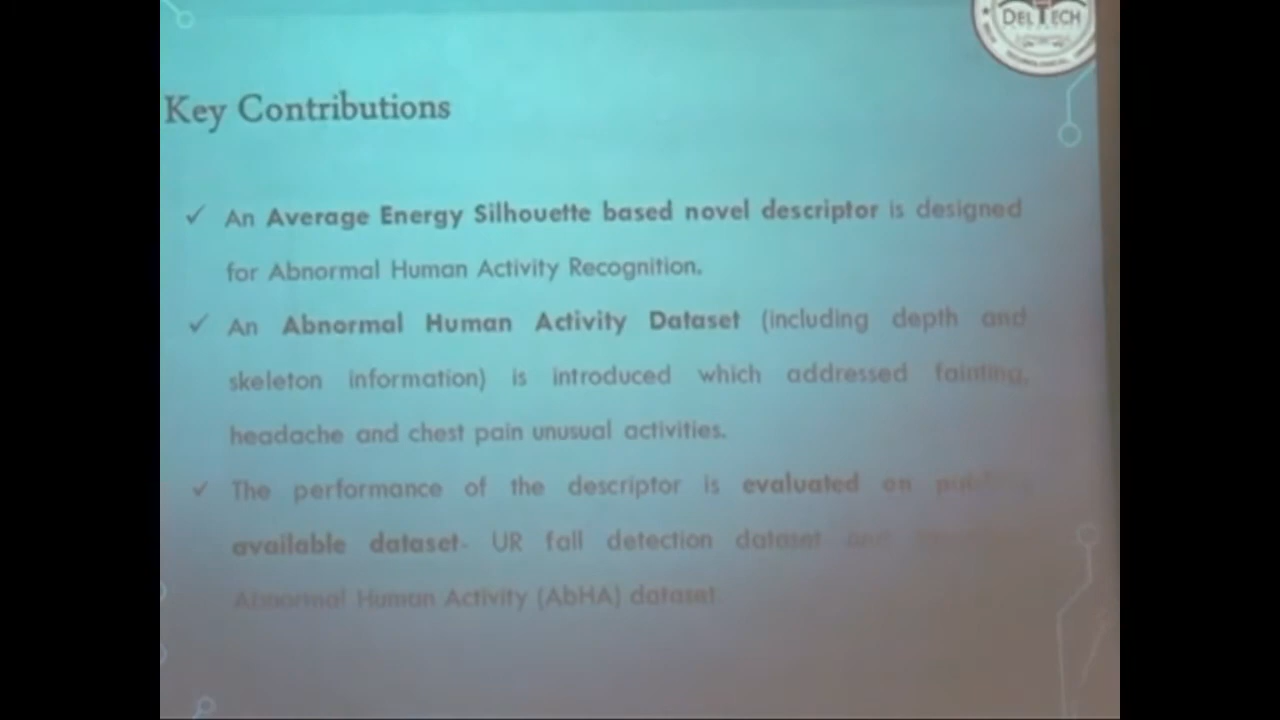 DELTECH
Key Contributions
✓ An Average Energy Silhouette based novel descriptor is designed
for Abnormal Human Activity Recognition.
✓ An Abnormal Human Activity Dataset (including depth and
skeleton information) is introduced which addressed fainting,
headache and chest pain unusual activities.
✓ The performance of the descriptor is evaluated on
available dataset- UR fall detection dataset and
Abnormal Human Activity (AbHA) dataset